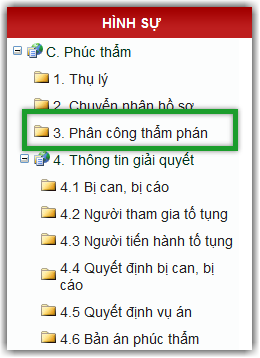 HÌNH SỰ
C. Phúc thẩm
1. Thụ lý
2. Chuyển nhận hồ sơ
3. Phân công thẩm phán
4. Thông tin giải quyết
4.1 Bị can, bị cáo
4.2 Người tham gia tố tụng
4.3 Người tiến hành tố tụng
4.4 Quyết định bị can, bị
cáo
4.5 Quyết định vụ án
4.6 Bản án phúc thẩm